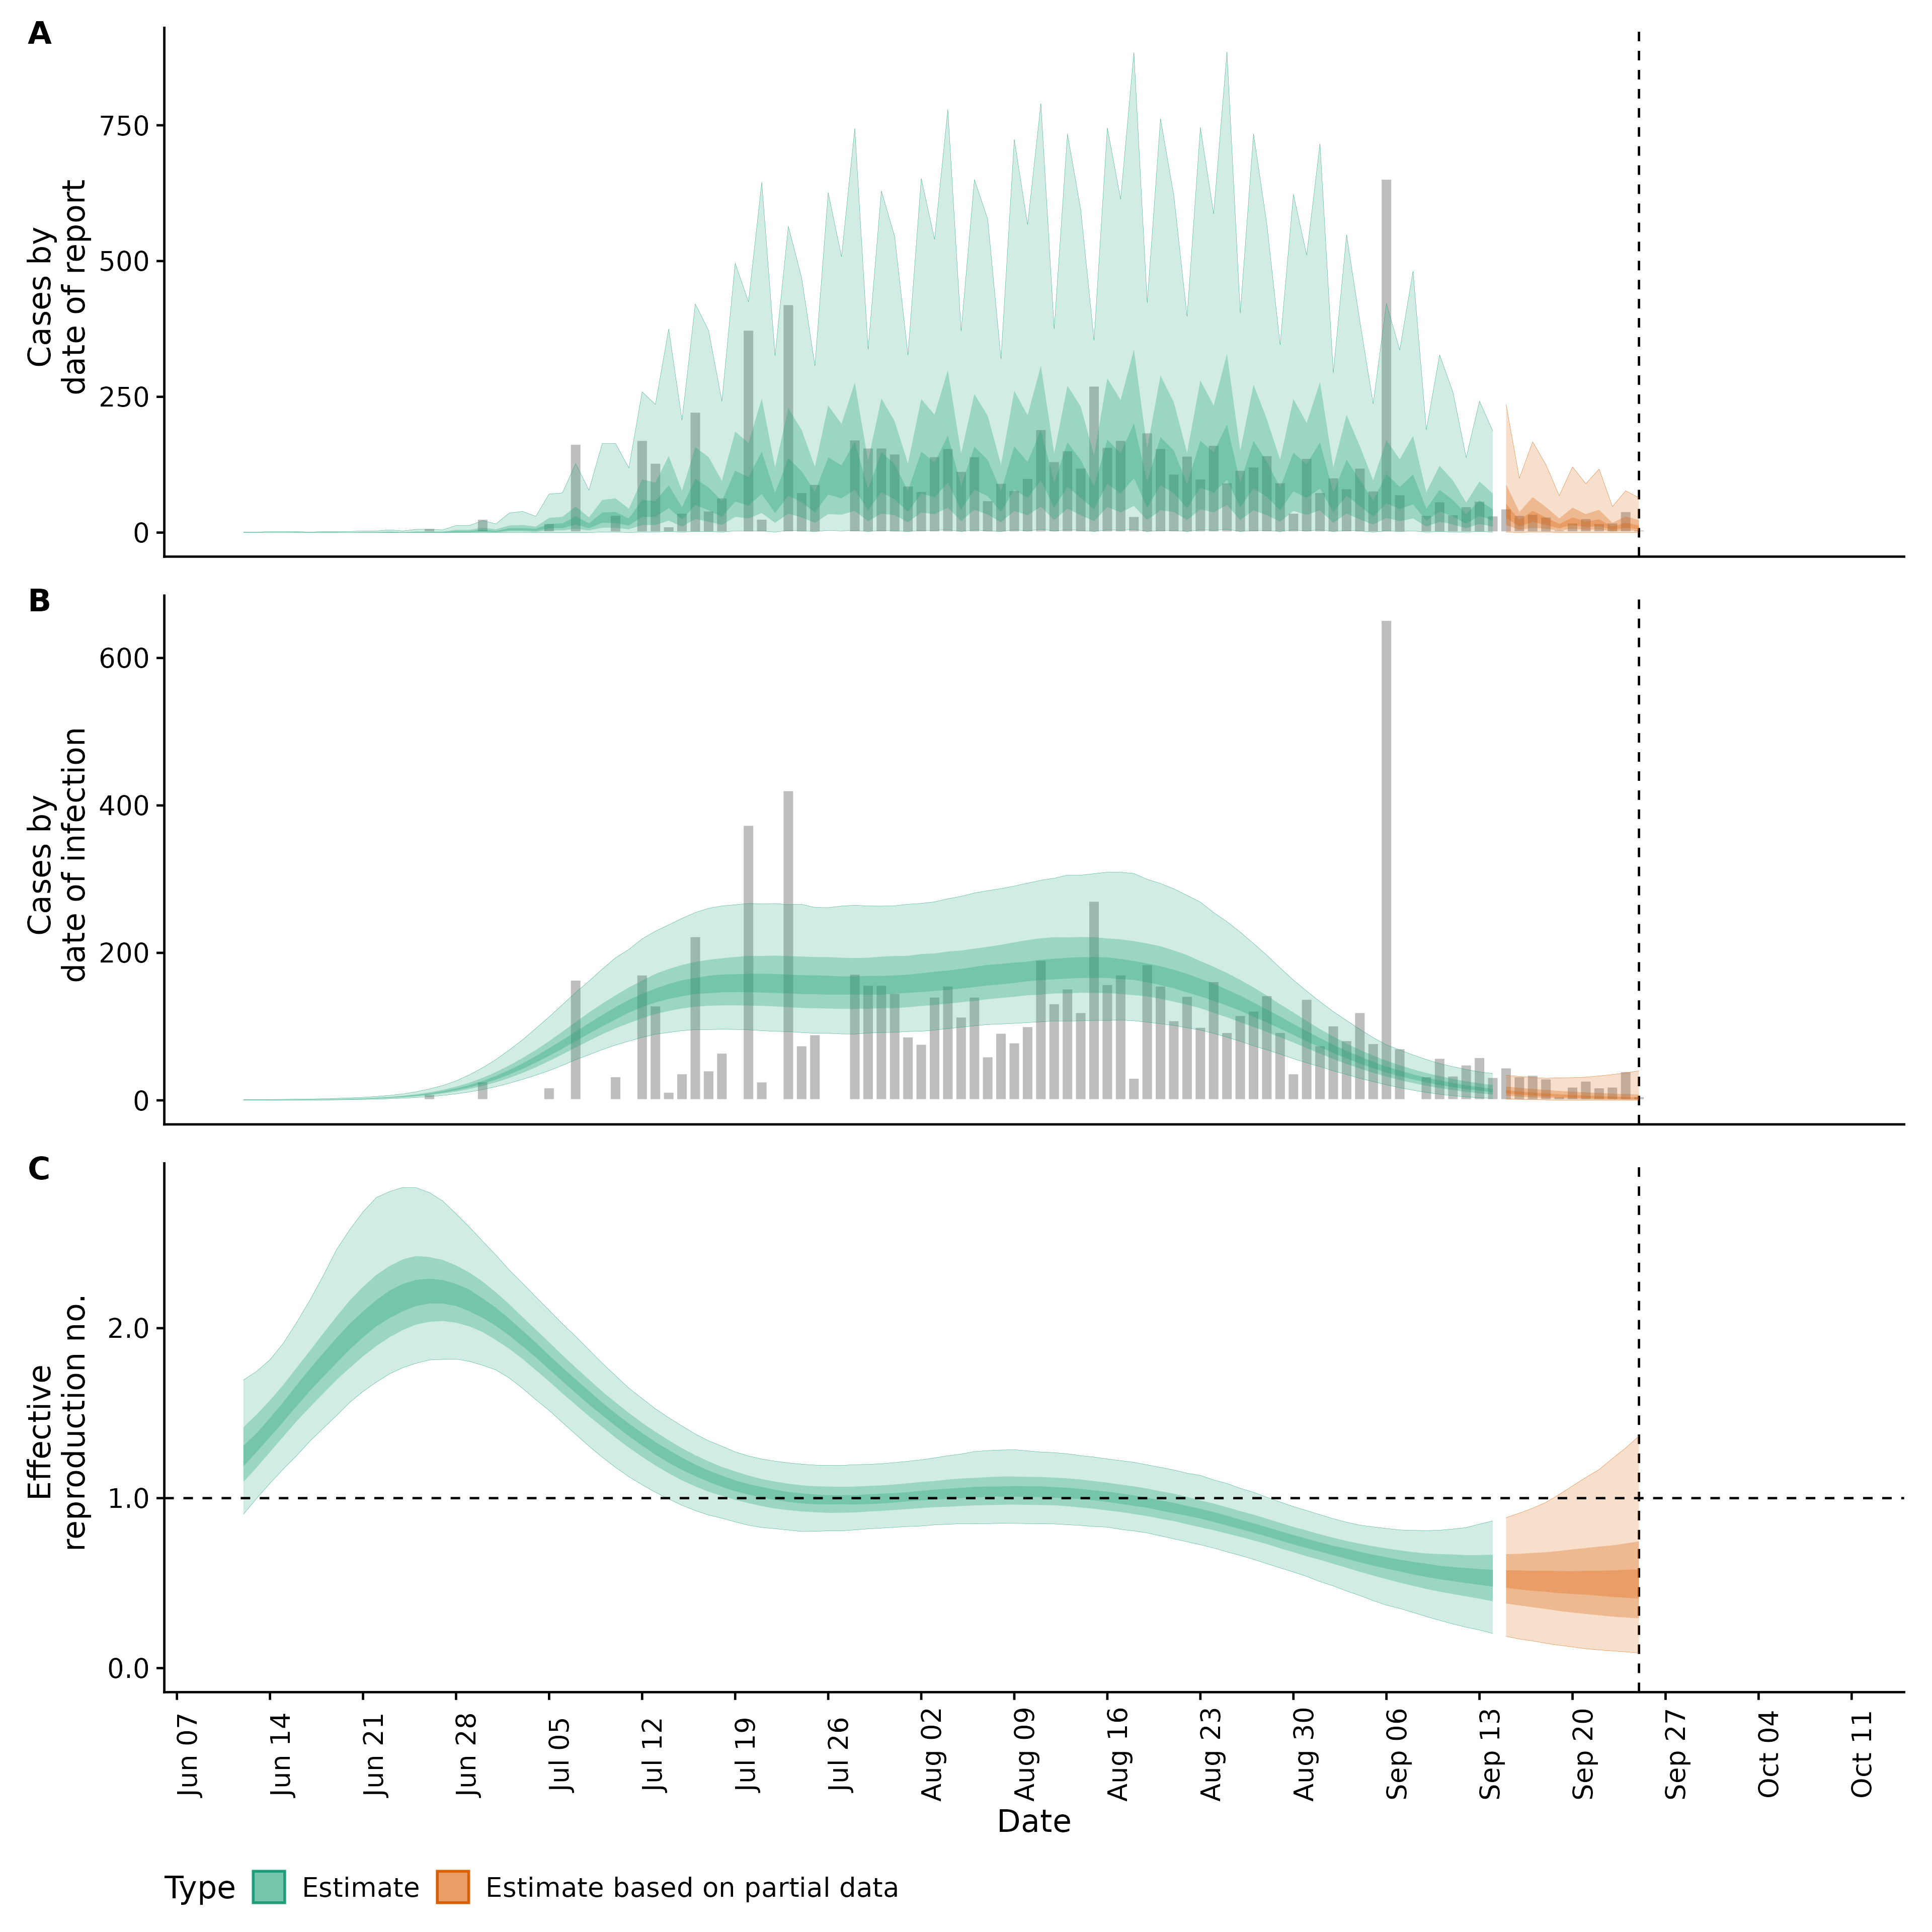 A
Cases by
date of report
750
500
250
0
B
Cases by
date of infection
600
400
200
0
C
Effective
reproduction no.
2.0
1.0
0.0
Jun 07
Jun 14
Jun 21
Jun 28
Jul 05
Jul 12
Jul 19
Jul 26
Aug 02
Aug 09
Aug 16
Aug 23
Aug 30
Sep 06
Sep 13
Sep 20
Sep 27
Oct 04
Oct 11
Date
Type Estimate Estimate based on partial data